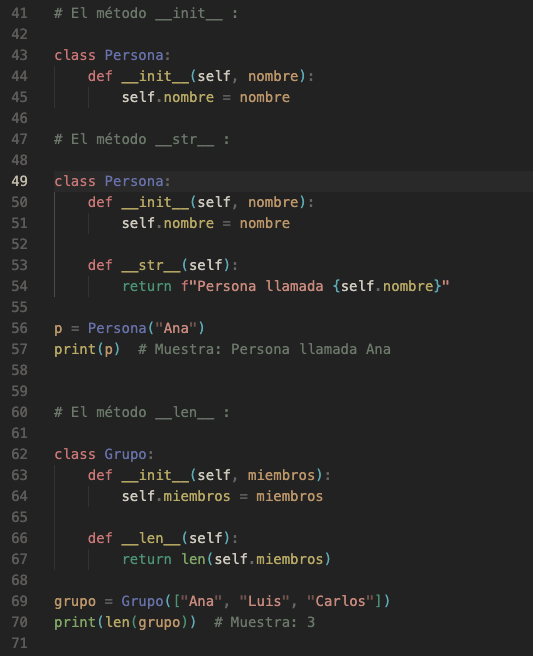 41 # El método __init__ :
42
43 class Persona:
44     def __init__(self, nombre):
45         self.nombre = nombre
46
47 # El método __str__ :
48
49 class Persona:
50     def __init__(self, nombre):
51         self.nombre = nombre
52
53     def __str__(self):
54         return f"Persona llamada {self.nombre}"
55
56 p = Persona("Ana")
57 print(p)  # Muestra: Persona llamada Ana
58
59
60 # El método __len__ :
61
62 class Grupo:
63     def __init__(self, miembros):
64         self.miembros = miembros
65
66     def __len__(self):
67         return len(self.miembros)
68
69 grupo = Grupo(["Ana", "Luis", "Carlos"])
70 print(len(grupo))  # Muestra: 3
71